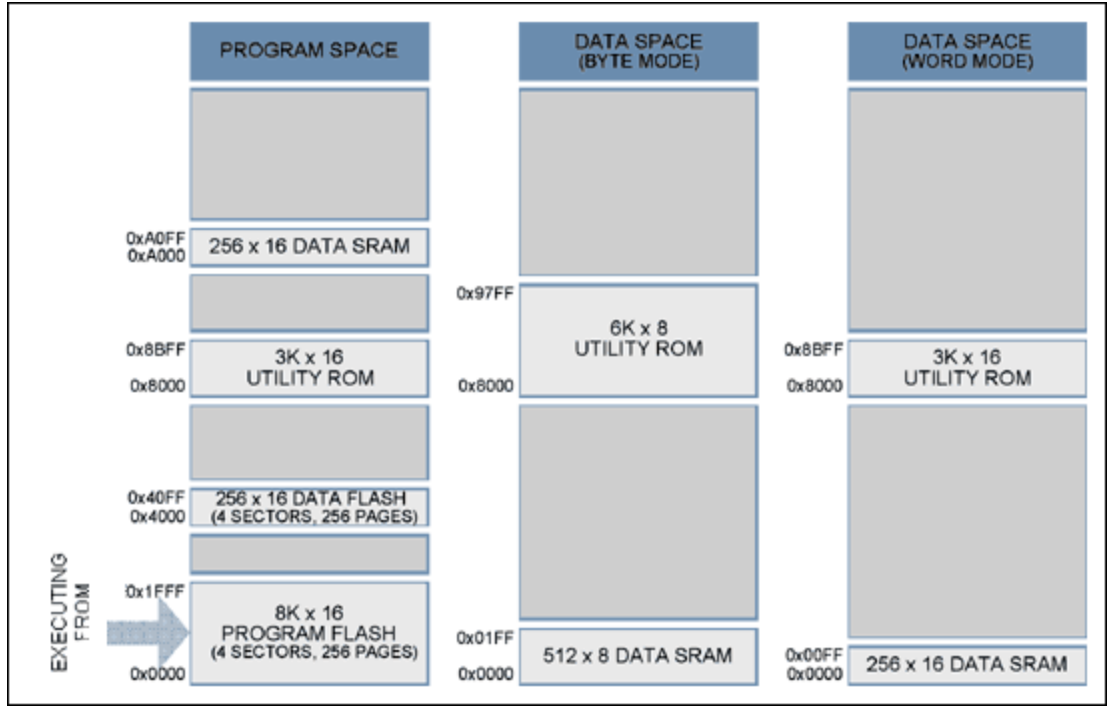 PROGRAM SPACE
0xA0FF
0xA000
256 x 16 DATA SRAM
0x8BFF
0x8000
3K x 16
UTILITY ROM
0x40FF
0x4000
256 x 16 DATA FLASH
(4 SECTORS, 256 PAGES)
EXECUTING
FROM
0x1FFF
0x0000
8K x 16
PROGRAM FLASH
(4 SECTORS, 256 PAGES)
DATA SPACE
(BYTE MODE)
0x97FF
0x8000
6K x 8
UTILITY ROM
0x01FF
0x0000
512 x 8 DATA SRAM
DATA SPACE
(WORD MODE)
0x8BFF
0x8000
3K x 16
UTILITY ROM
0x00FF
0x0000
256 x 16 DATA SRAM